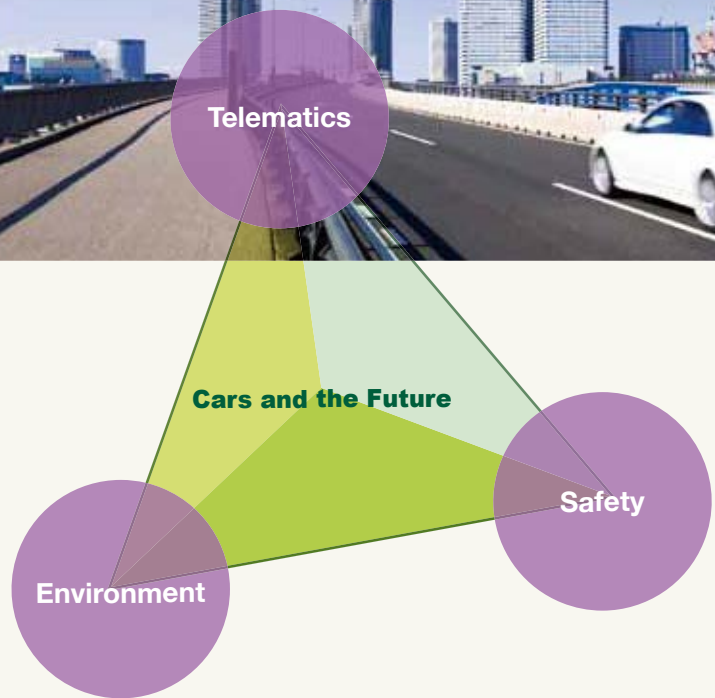 Telematics
Cars and the Future
Safety
Environment